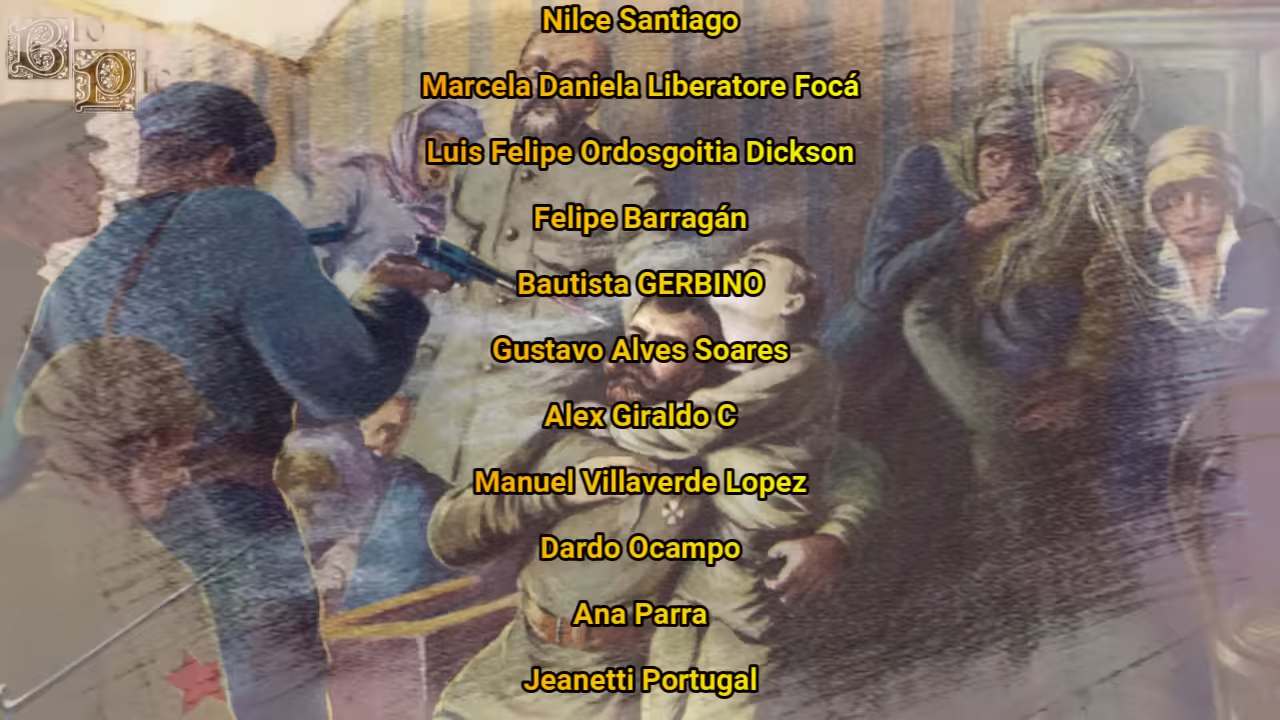 Nilce Santiago
Marcela Daniela Liberatore Focá
Luis Felipe Ordosgoitia Dickson
Felipe Barragán
Bautista GERBINO
Gustavo Alves Soares
Alex Giraldo C
Manuel Villaverde Lopez
Dardo Ocampo
Ana Parra
Jeanetti Portugal